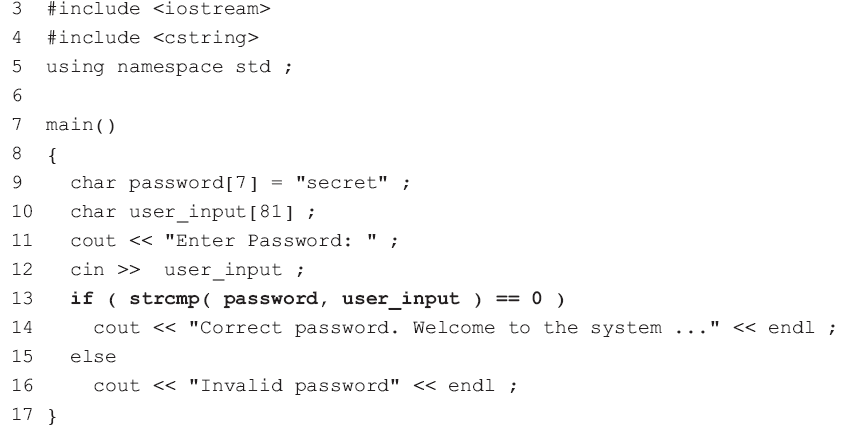 3 #include <iostream>
4 #include <cstring>
5 using namespace std ;
6
7 main()
8 {
9   char password[7] = "secret" ;
10   char user_input[81] ;
11   cout << "Enter Password: " ;
12   cin >>  user_input ;
13   if ( strcmp( password, user_input ) == 0 )
14     cout << "Correct password. Welcome to the system ..." << endl ;
15   else
16     cout << "Invalid password" << endl ;
17 }